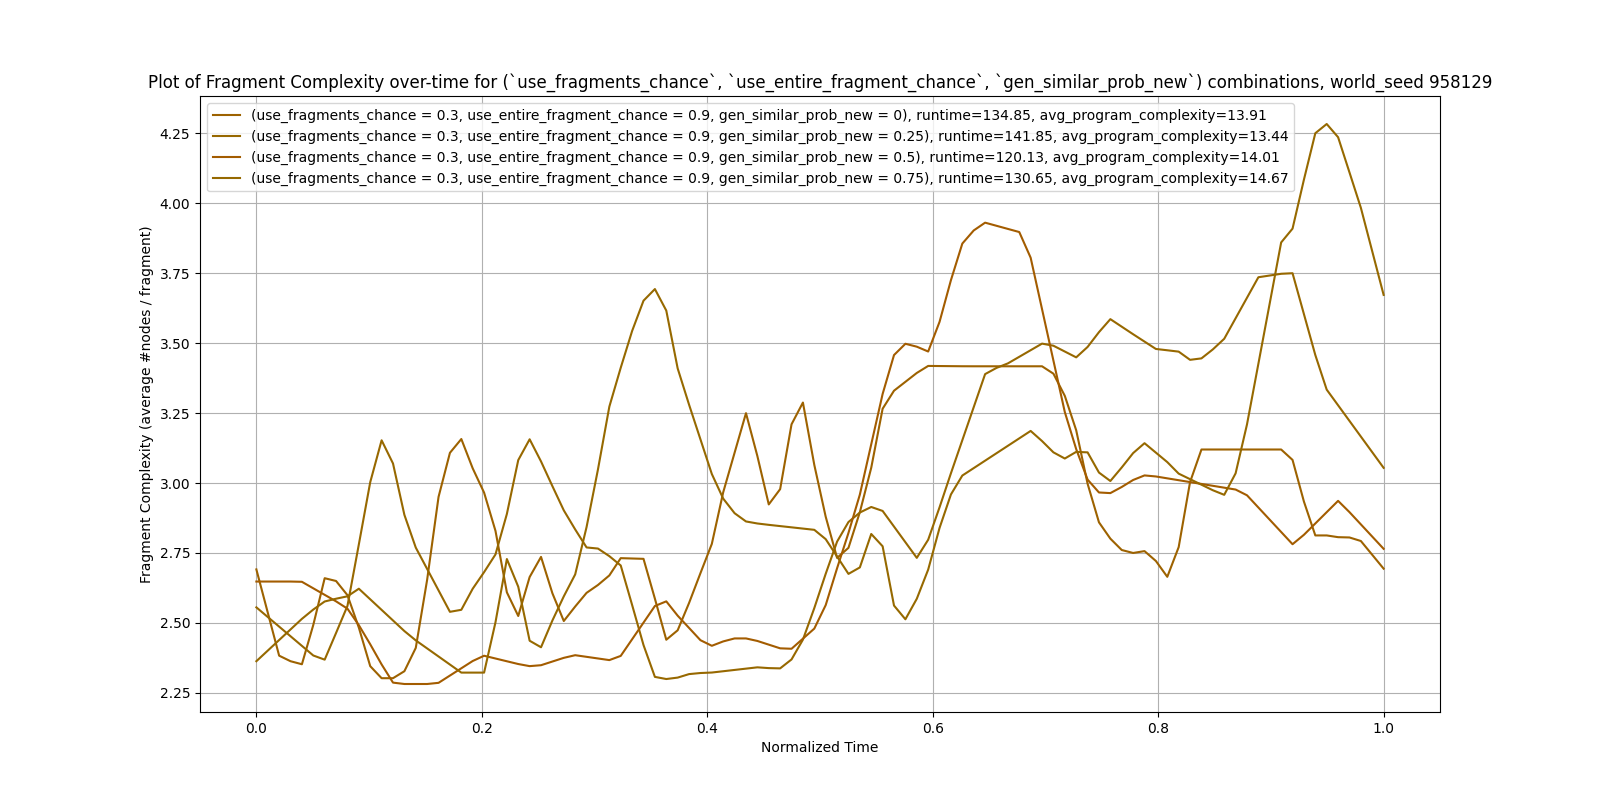 Plot of Fragment Complexity over-time for (`use_fragments_chance`, `use_entire_fragment_chance`, `gen_similar_prob_new`) combinations, world_seed 958129
(use_fragments_chance = 0.3, use_entire_fragment_chance = 0.9, gen_similar_prob_new = 0), runtime=134.85, avg_program_complexity=13.91
(use_fragments_chance = 0.3, use_entire_fragment_chance = 0.9, gen_similar_prob_new = 0.25), runtime=141.85, avg_program_complexity=13.44
(use_fragments_chance = 0.3, use_entire_fragment_chance = 0.9, gen_similar_prob_new = 0.5), runtime=120.13, avg_program_complexity=14.01
(use_fragments_chance = 0.3, use_entire_fragment_chance = 0.9, gen_similar_prob_new = 0.75), runtime=130.65, avg_program_complexity=14.67
Fragment Complexity (average #nodes / fragment)
4.25
4.00
3.75
3.50
3.25
3.00
2.75
2.50
2.25
0.0 0.2 0.4 0.6 0.8 1.0
Normalized Time